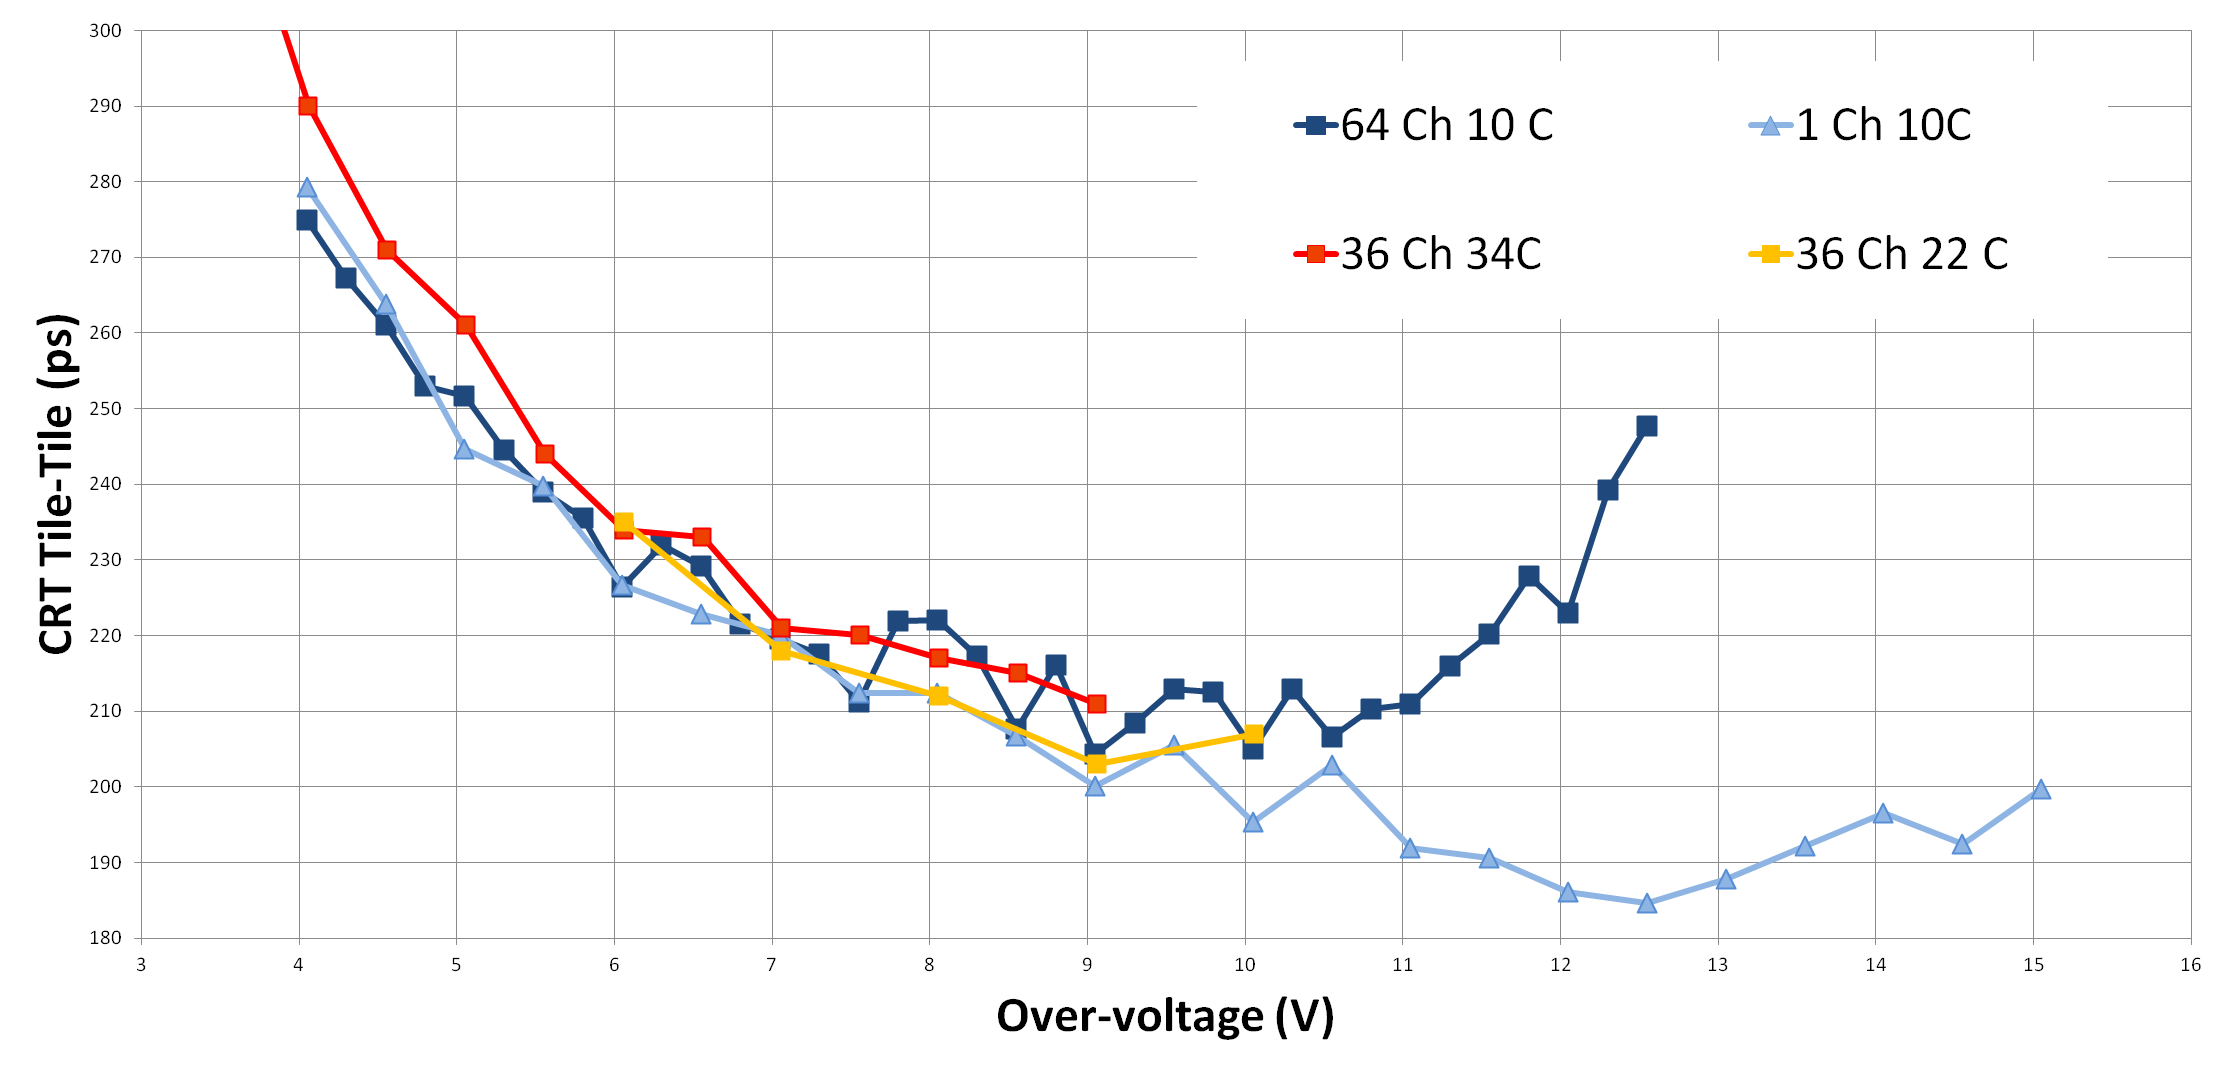 300
290
280
270
260
250
240
230
220
210
200
190
180
CRT Tile-Tile (ps)
64 Ch 10 C
1 Ch 10C
36 Ch 34C
36 Ch 22 C
3 4 5 6 7 8 9 10 11 12 13 14 15 16
Over-voltage (V)